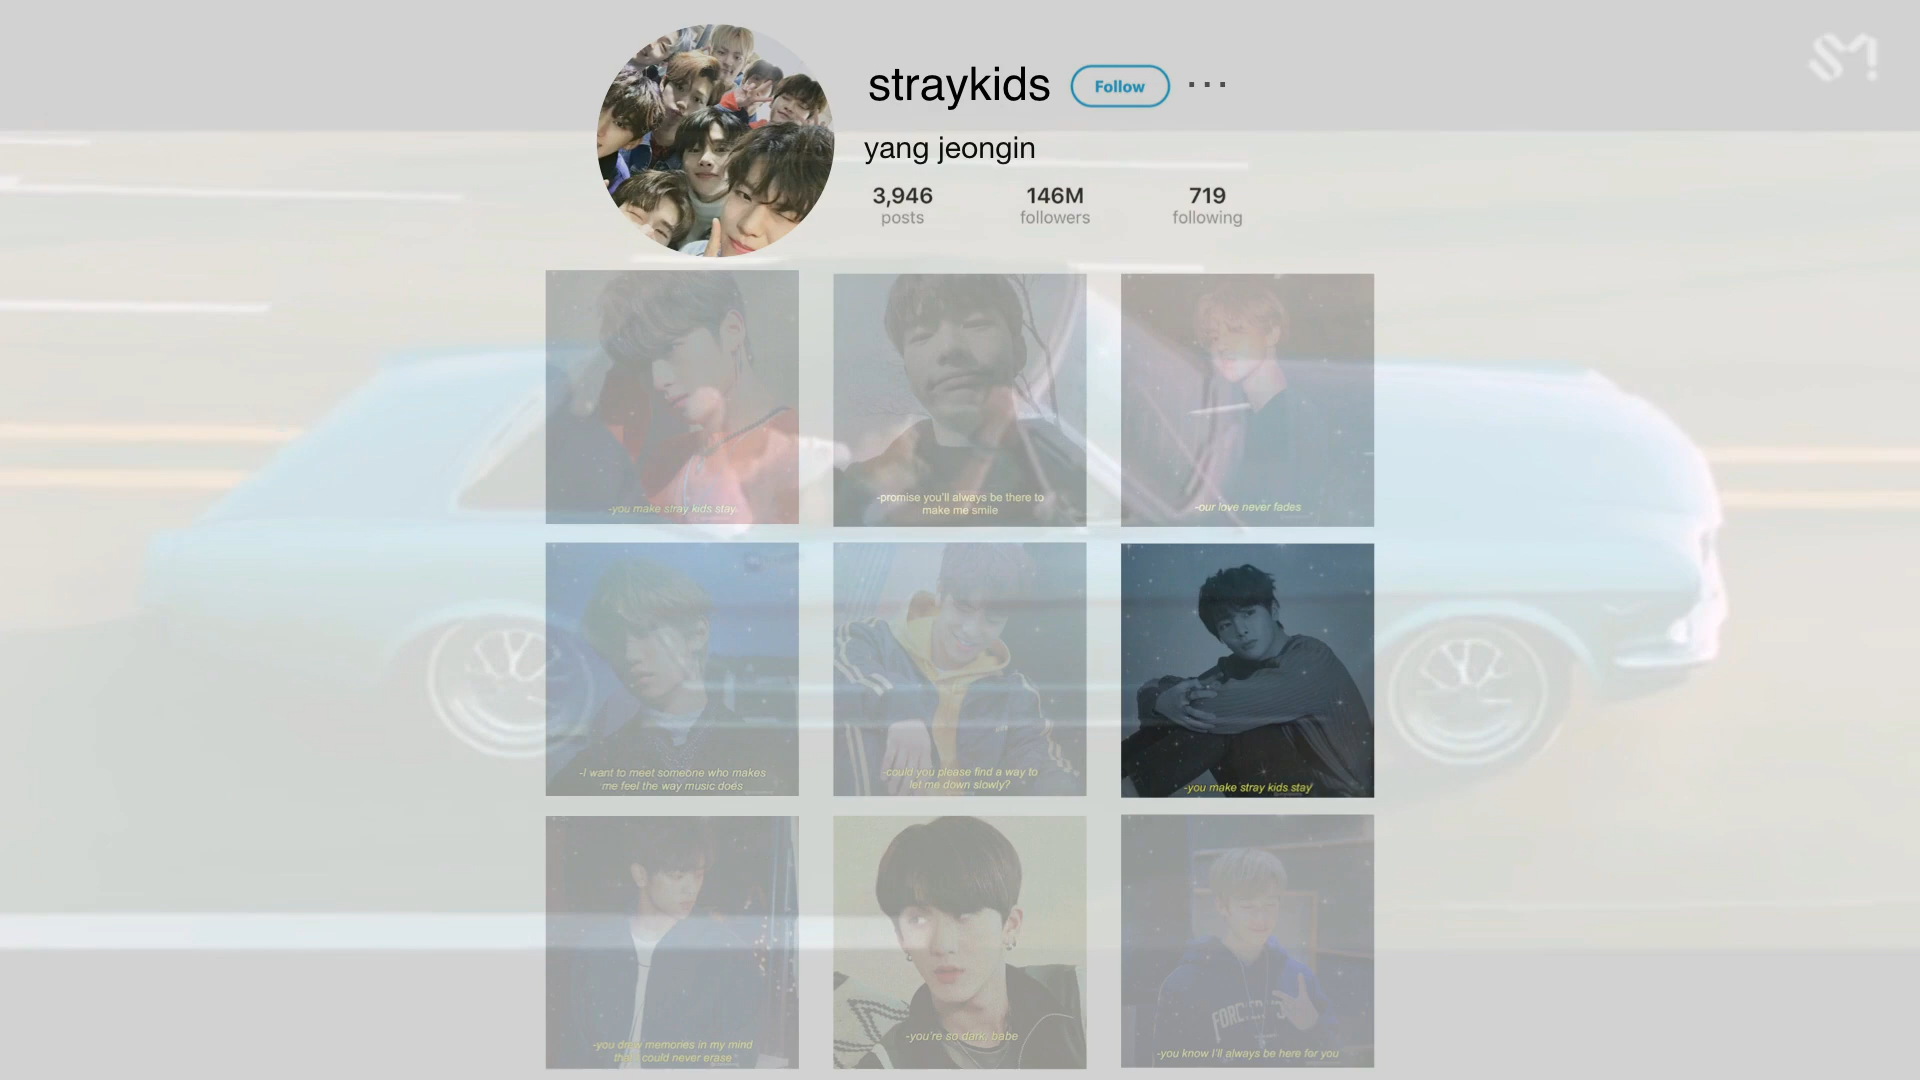 SM
straykids
Follow
...
yang jeongin
3,946
posts
146M
followers
719
following
-you make stray kids stay
-promise you'll always be there to
make me smile
-our love never fades
-I want to meet someone who makes
me feel the way music does
-could you please find a way to
let me down slowly?
-you make stray kids stay
-you draw memories in my mind
that could never erase
-you're so dark, babe
-you know I'll always be here for you